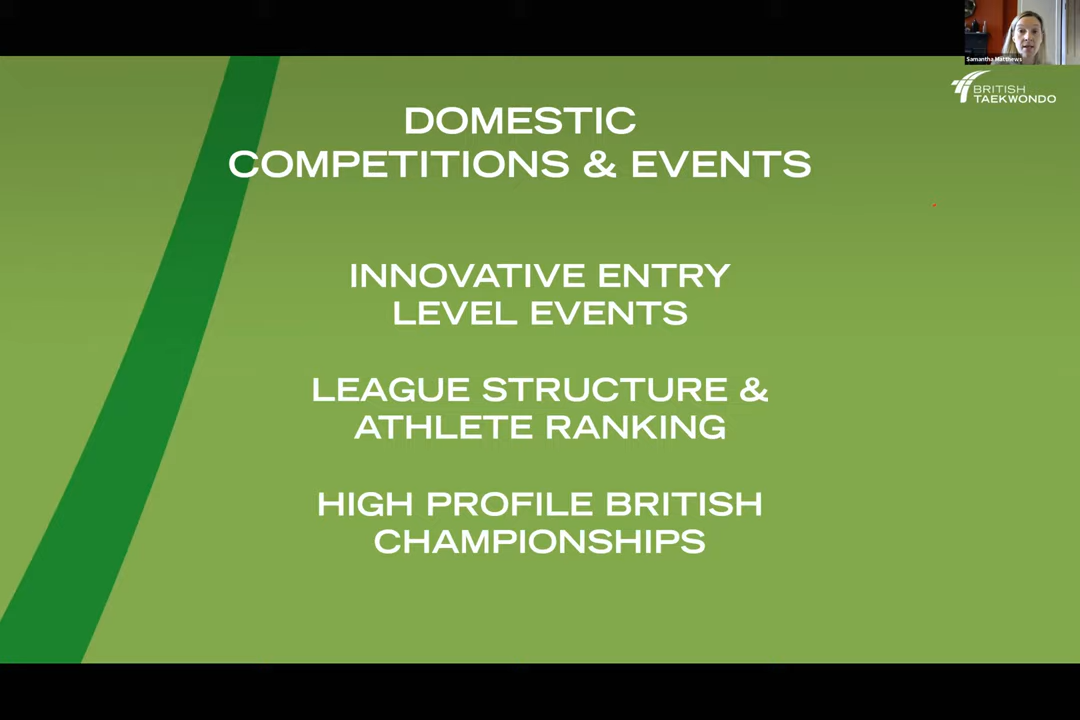 Samantha Matthews
BRITISH
TAEKWONDO
DOMESTIC
COMPETITIONS & EVENTS
INNOVATIVE ENTRY
LEVEL EVENTS
LEAGUE STRUCTURE &
ATHLETE RANKING
HIGH PROFILE BRITISH
CHAMPIONSHIPS